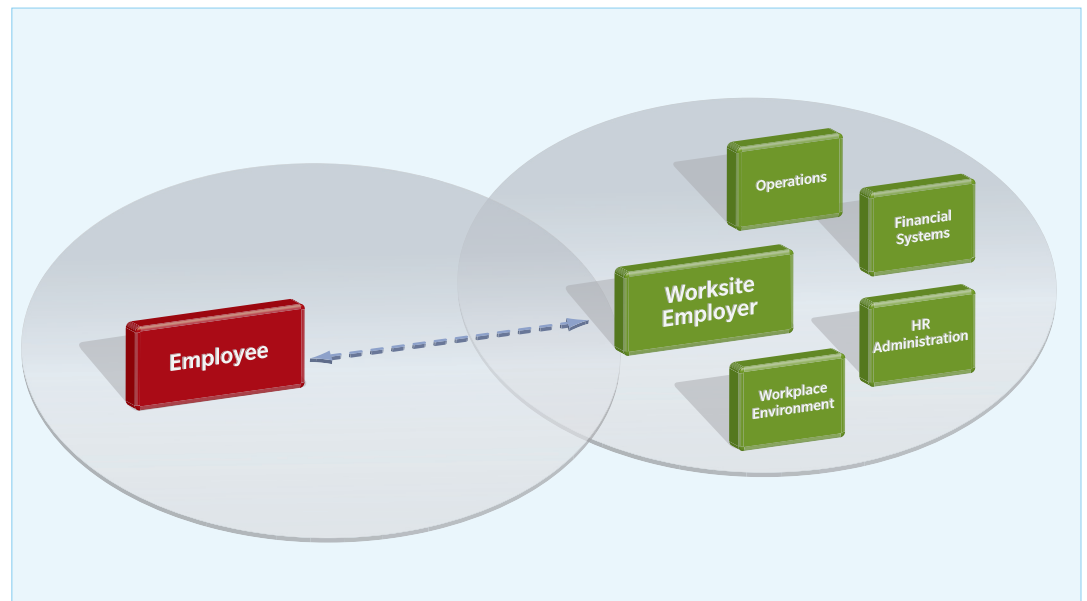 Operations
Financial
Systems
Worksite
Employer
HR
Administration
Employee
Workplace
Environment